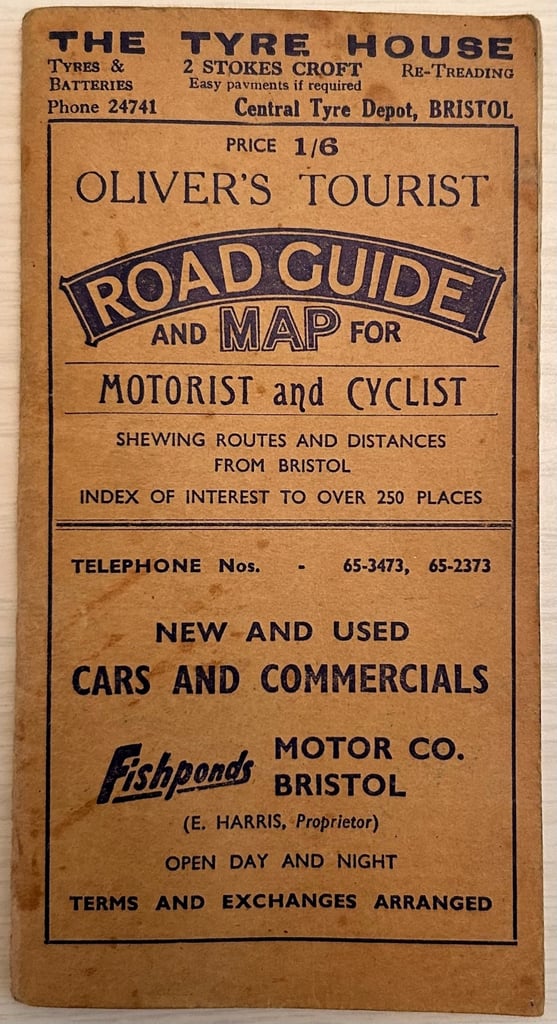 THE TYRE HOUSE
TYRES & 2 STOKES CROFT RE-TREADING
BATTERIES Easy payments if required
Phone 24741 Central Tyre Depot, BRISTOL
PRICE 1/6
OLIVER'S TOURIST
ROAD GUIDE
AND MAP FOR
MOTORIST and CYCLIST
SHEWING ROUTES AND DISTANCES
FROM BRISTOL
INDEX OF INTEREST TO OVER 250 PLACES
TELEPHONE Nos. - 65-3473, 65-2373
NEW AND USED
CARS AND COMMERCIALS
Fishponds MOTOR CO.
BRISTOL
(E. HARRIS, Proprietor)
OPEN DAY AND NIGHT
TERMS AND EXCHANGES ARRANGED